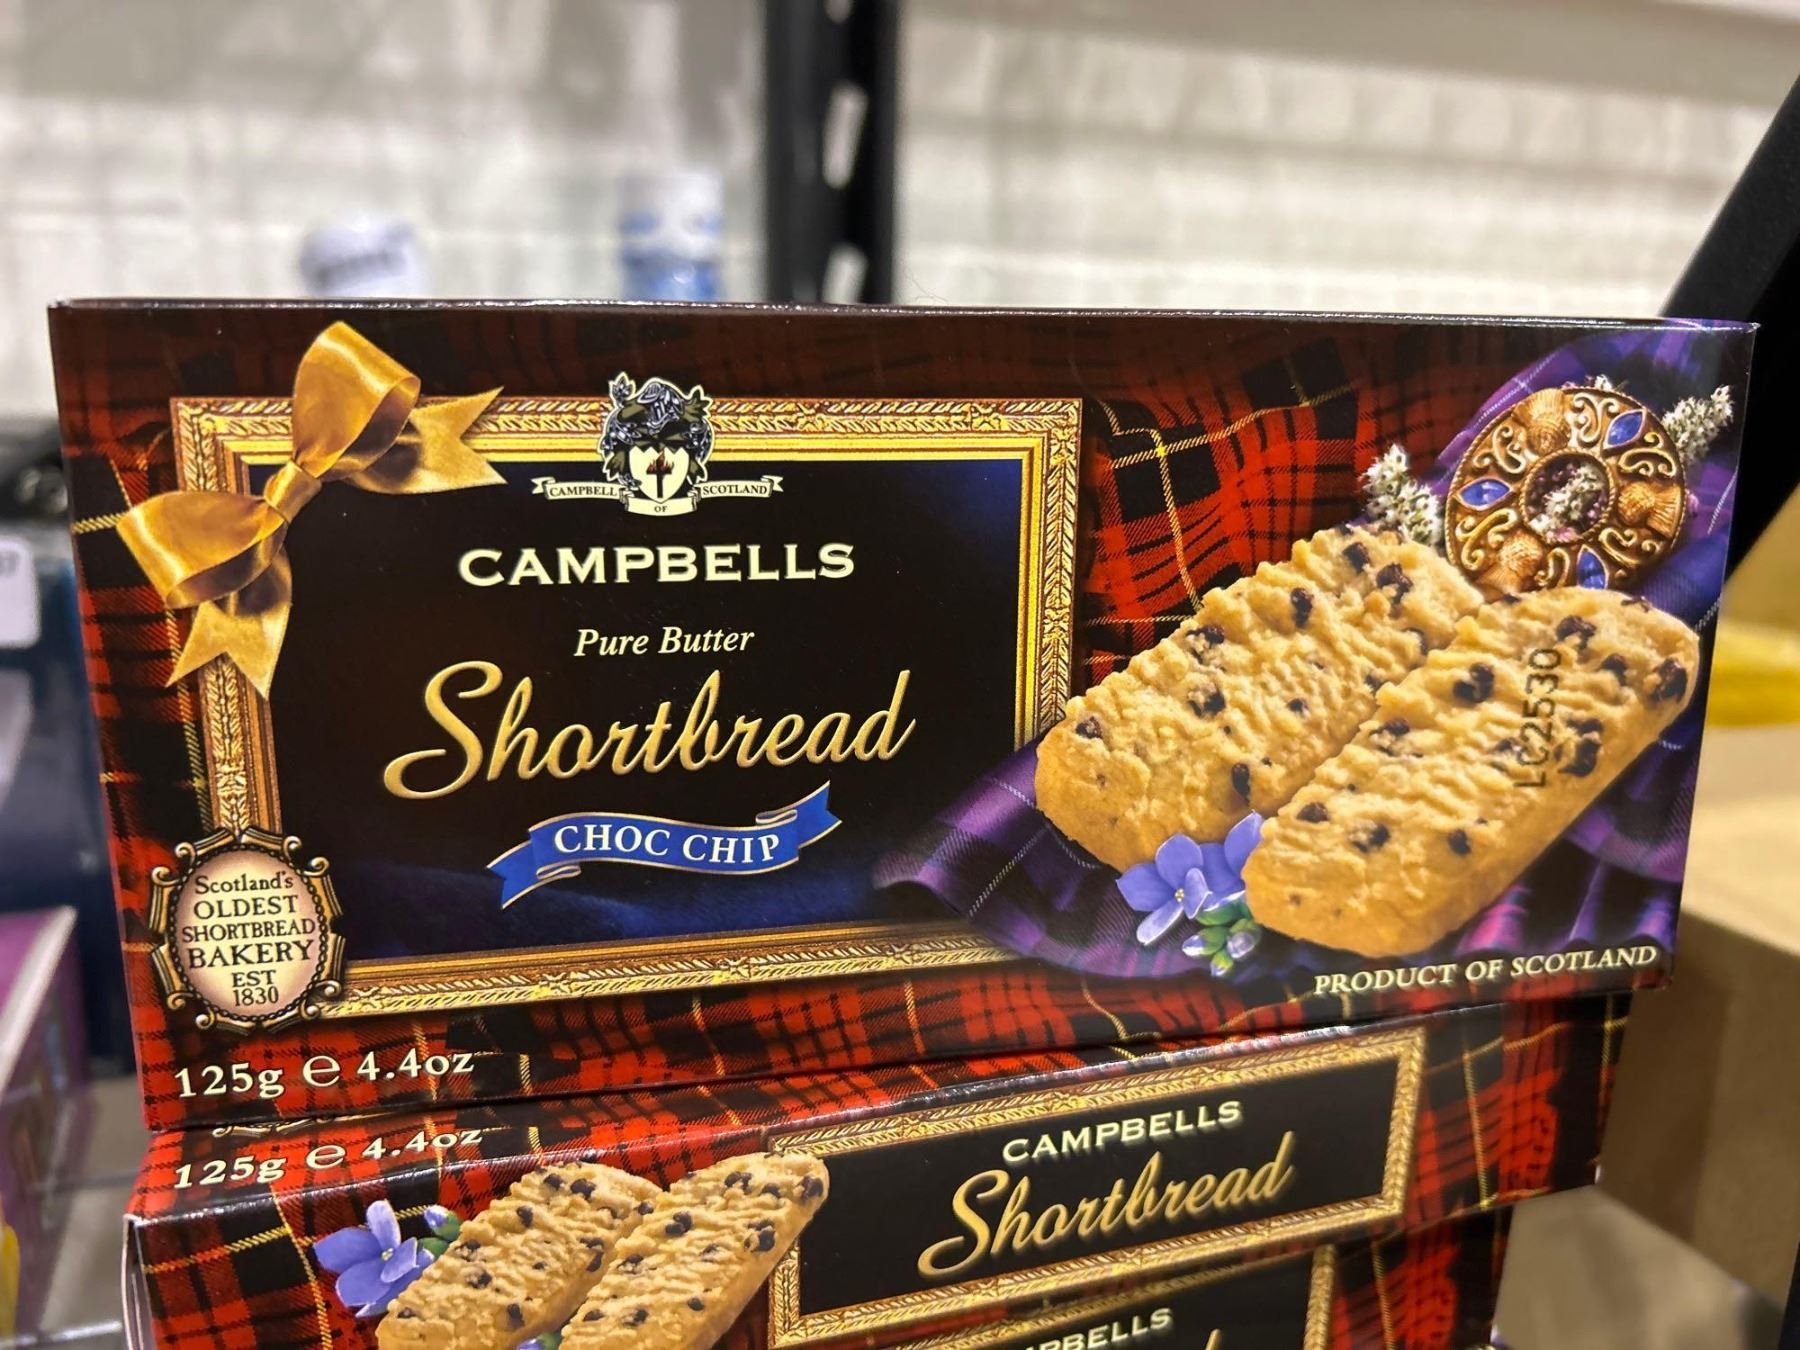 CAMPBELL OF SCOTLAND
CAMPBELLS
Pure Butter
Shortbread
CHOC CHIP
Scotland's
OLDEST
SHORTBREAD
BAKERY
EST
1830
LC2530
PRODUCT OF SCOTLAND
125g e 4.4oz
125g e 4.4oz
CAMPBELLS
Shortbread
PBELLS